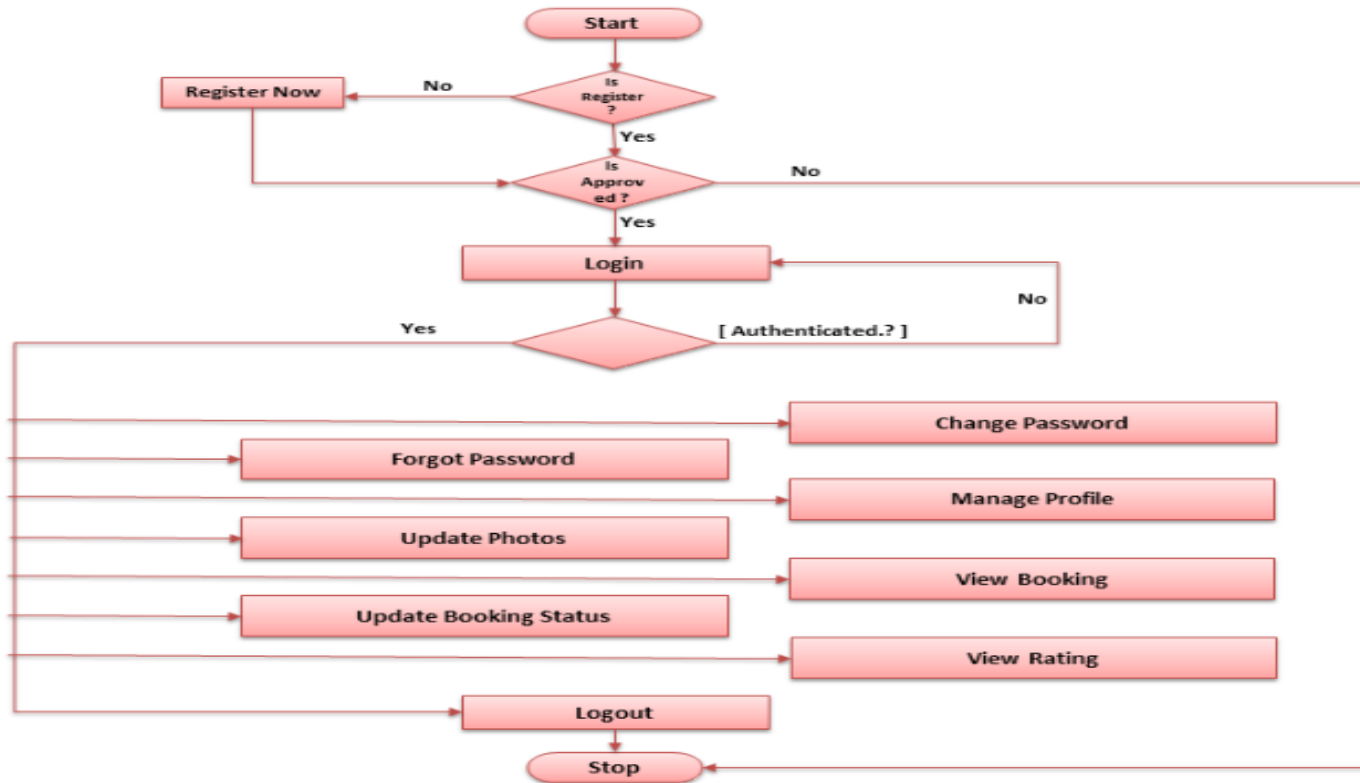 Start
Is
Register
?
No
Register Now
Yes
Is
Approv
ed ?
No
Yes
Login
No
Yes
[ Authenticated.? ]
Change Password
Forgot Password
Manage Profile
Update Photos
View Booking
Update Booking Status
View Rating
Logout
Stop